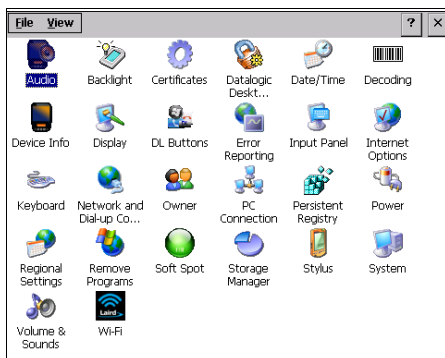 File View ? ×
Audio Backlight Certificates Datalogic Deskt... Date/Time Decoding
Device Info Display DL Buttons Error Reporting Input Panel Internet Options
Keyboard Network and Dial-up Co... Owner PC Connection Persistent Registry Power
Regional Settings Remove Programs Soft Spot Storage Manager Stylus System
Laird
Volume & Sounds Wi-Fi